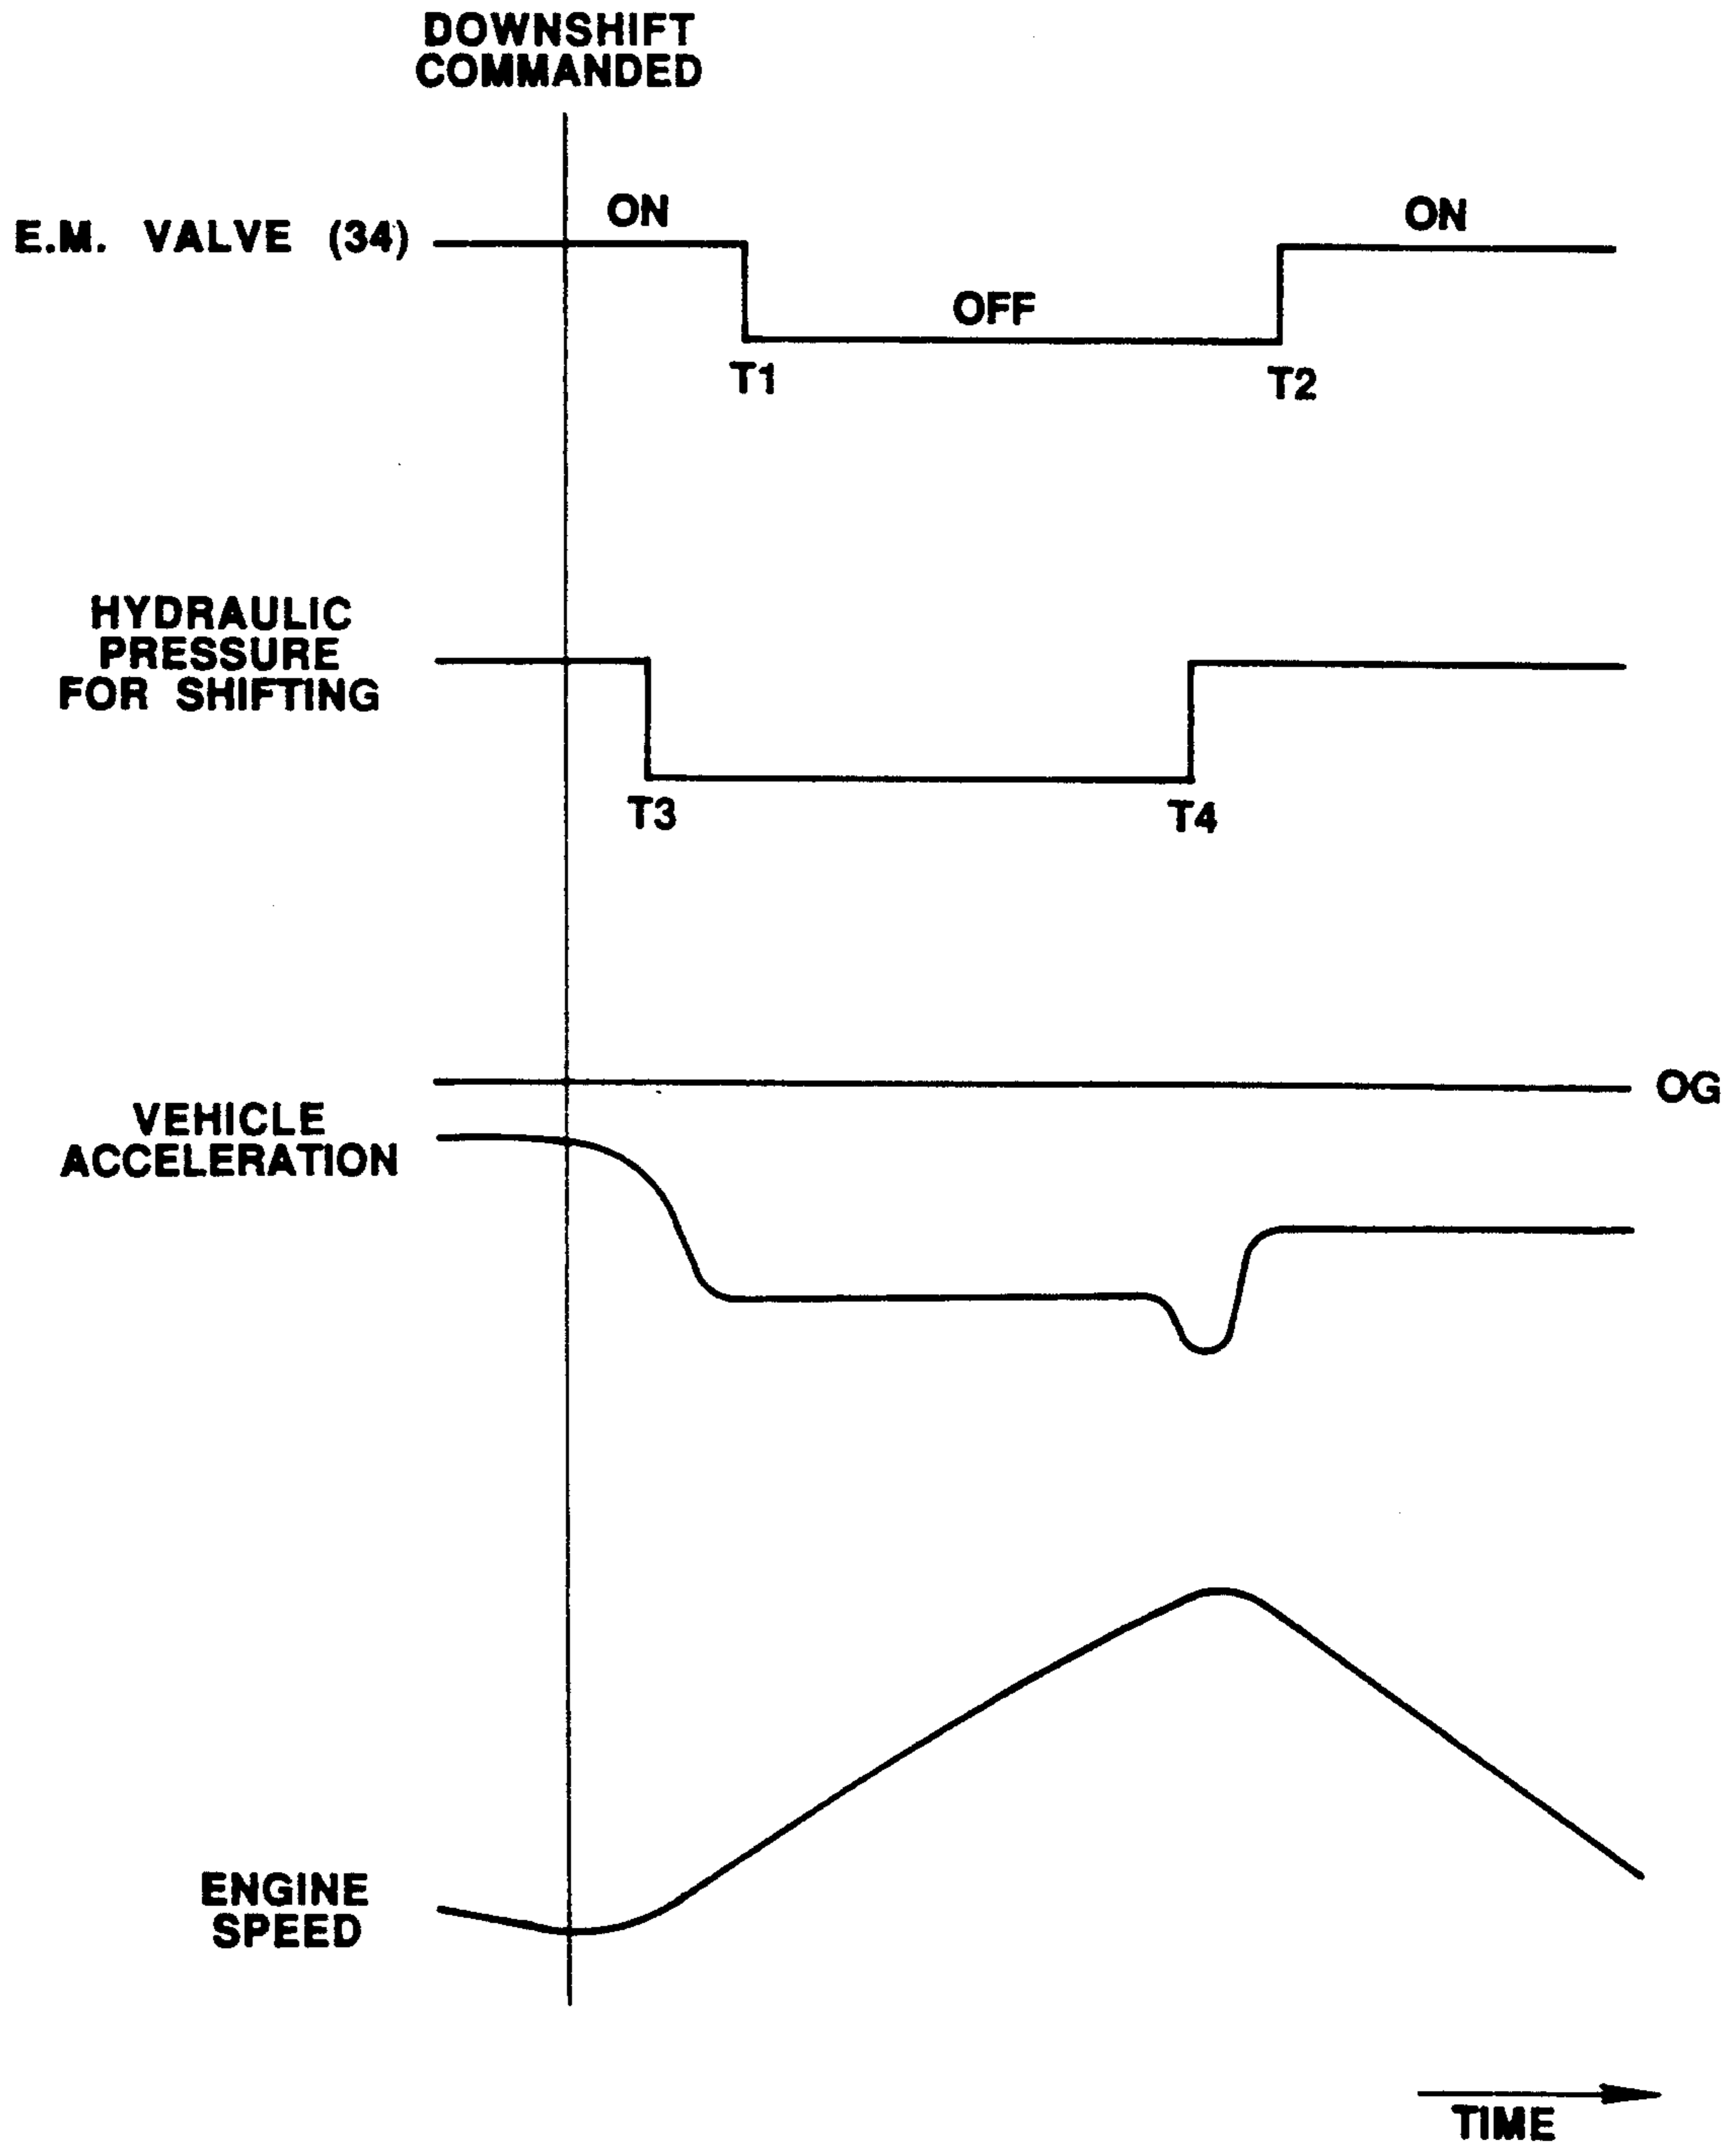 DOWNSHIFT
COMMANDED
ON
ON
E.M. VALVE (34)
OFF
T1
T2
HYDRAULIC
PRESSURE
FOR SHIFTING
T3
T4
OG
VEHICLE
ACCELERATION
ENGINE
SPEED
TIME